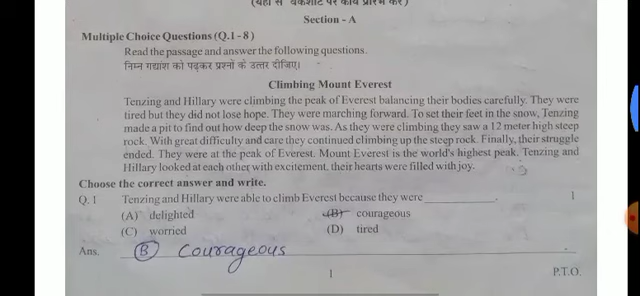 (यहाँ से वर्कशीट पर कार्य प्रारंभ करें)
Section - A
Multiple Choice Questions (Q.1 - 8)
Read the passage and answer the following questions.
निम्न गद्यांश को पढ़कर प्रश्नों के उत्तर दीजिए।
Climbing Mount Everest
Tenzing and Hillary were climbing the peak of Everest balancing their bodies carefully. They were
tired but they did not lose hope. They were marching forward. To set their feet in the snow, Tenzing
made a pit to find out how deep the snow was. As they were climbing they saw a 12 meter high steep
rock. With great difficulty and care they continued climbing up the steep rock. Finally, their struggle
ended. They were at the peak of Everest. Mount Everest is the world's highest peak. Tenzing and
Hillary looked at each other with excitement, their hearts were filled with joy.
Choose the correct answer and write.
Q. 1 Tenzing and Hillary were able to climb Everest because they were ____________. 1
(A) delighted (B) courageous
(C) worried (D) tired
Ans. B Courageous
1 P.T.O.